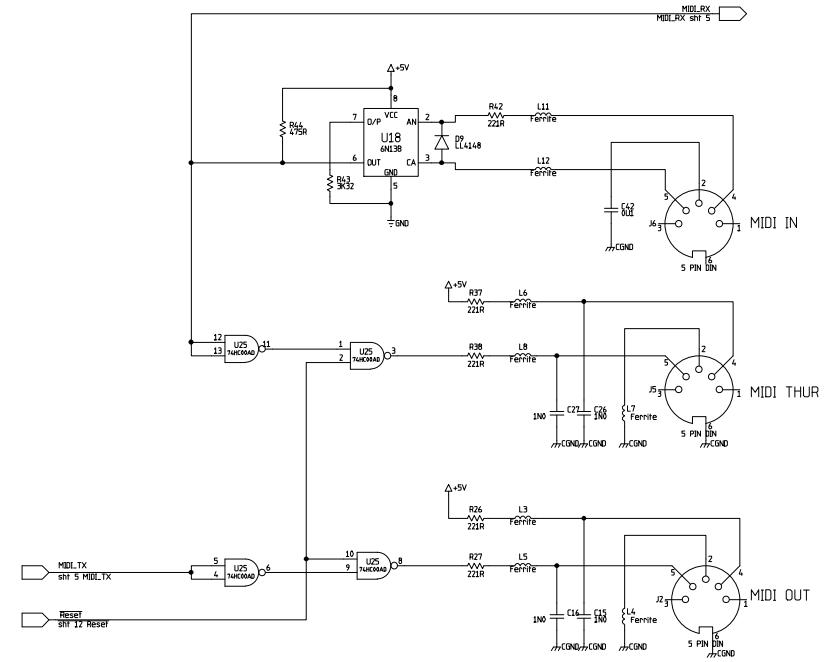 MIDI_RX
MIDI_RX sht 5
+5V
8
VCC
7 O/P AN 2
U18
6N138
6 OUT CA 3
GND
5
GND
R44
475R
R43
3K32
D9
LL4148
R42
221R
L11
Ferrite
L12
Ferrite
C42
0U1
CGND
5 2 4
J6
3 1
6
5 PIN DIN
MIDI IN
+5V
R37
221R
L6
Ferrite
12
13
U25
74HC00AD
11
1
2
U25
74HC00AD
3
R38
221R
L8
Ferrite
1N0
C27
C26
1N0
L7
Ferrite
CGND
CGND
CGND
5 2 4
J5
3 1
6
5 PIN DIN
CGND
MIDI THUR
+5V
R26
221R
L3
Ferrite
MIDI_TX
sht 5 MIDI_TX
5
4
U25
74HC00AD
6
10
9
U25
74HC00AD
8
R27
221R
L5
Ferrite
Reset
sht 12 Reset
1N0
C16
C15
1N0
L4
Ferrite
CGND
CGND
CGND
5 2 4
J2
3 1
6
5 PIN DIN
CGND
MIDI OUT